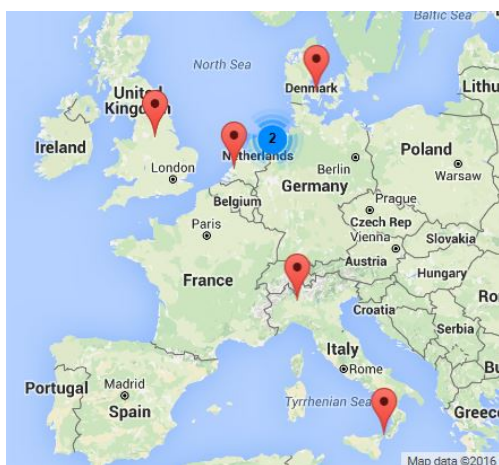 Baltic Sea
North Sea
Denmark
Lithu
United
Kingdom
Ireland
2
Netherlands
London
Berlin
Poland
Warsaw
Germany
Belgium
Prague
Czech Rep
Paris
Vienna
Slovakia
Austria
Hungary
France
Ro
Croatia
Serbia
Italy
Bu
Portugal
Madrid
Rome
Spain
Tyrrhenian Sea
Greece
Map data ©2016